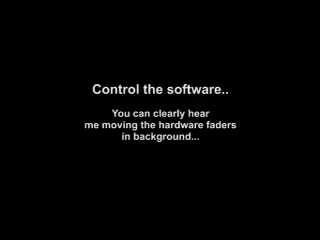 Control the software..
You can clearly hear
me moving the hardware faders
in background...